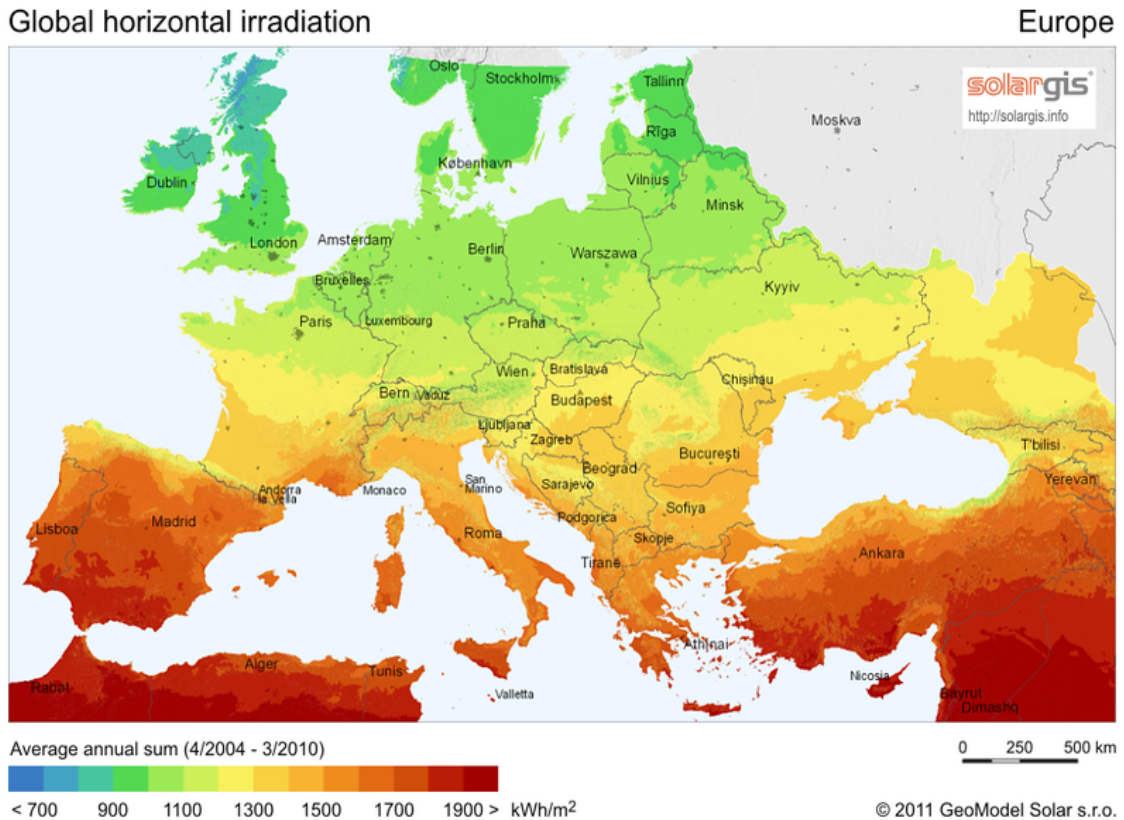 Global horizontal irradiation
Europe
solargis
http://solargis.info
Oslo
Stockholm
Tallinn
Moskva
Rīga
København
Dublin
Vilnius
Minsk
London
Amsterdam
Berlin
Warszawa
Bruxelles
Kyyiv
Paris
Luxembourg
Praha
Wien
Bratislava
Chișinău
Bern
Vaduz
Budapest
Ljubljana
Zagreb
T'bilisi
București
Beograd
Yerevan
San
Marino
Sarajevo
Andorra
la Vella
Monaco
Podgorica
Sofiya
Lisboa
Madrid
Roma
Skopje
Ankara
Tiranë
Athínai
Alger
Tunis
Nicosia
Rabat
Valletta
Bayrut
Dimashq
Average annual sum (4/2004 - 3/2010)
0 250 500 km
< 700 900 1100 1300 1500 1700 1900 > kWh/m²
© 2011 GeoModel Solar s.r.o.